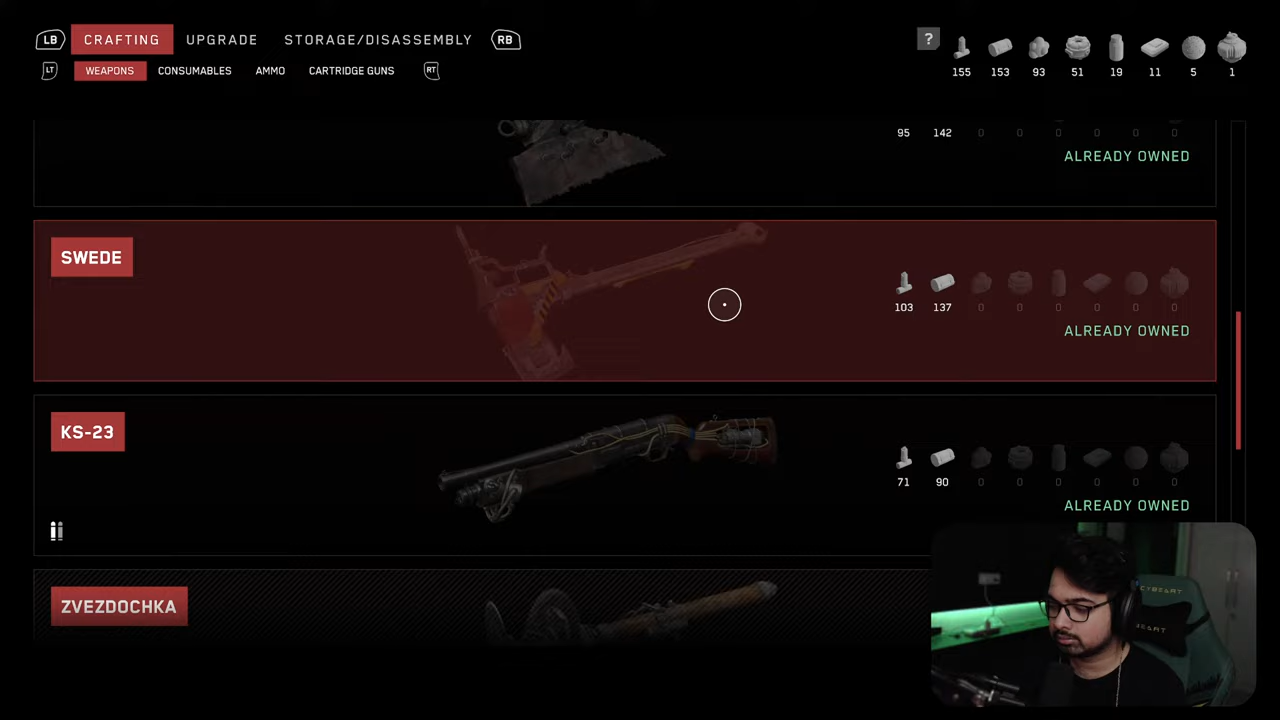 LB CRAFTING UPGRADE STORAGE/DISASSEMBLY RB ?
LT WEAPONS CONSUMABLES AMMO CARTRIDGE GUNS RT
155 153 93 51 19 11 5 1
95 142 0 0 0 0 0 0
ALREADY OWNED
SWEDE
103 137 0 0 0 0 0 0
ALREADY OWNED
KS-23
71 90 0 0 0 0 0 0
ALREADY OWNED
ZVEZDOCHKA
CYBEART